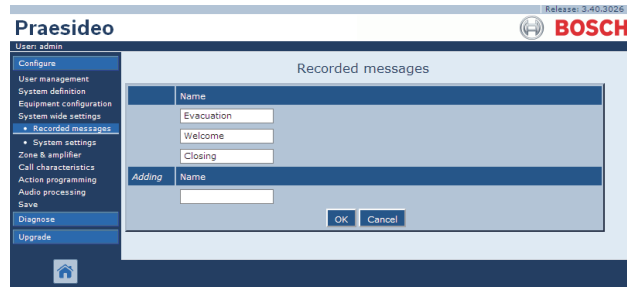 Release: 3.40.3026
Praesideo
BOSCH
User: admin
Configure
User management
System definition
Equipment configuration
System wide settings
• Recorded messages
• System settings
Zone & amplifier
Call characteristics
Action programming
Audio processing
Save
Diagnose
Upgrade
Recorded messages
Name
Evacuation
Welcome
Closing
Adding Name
OK Cancel